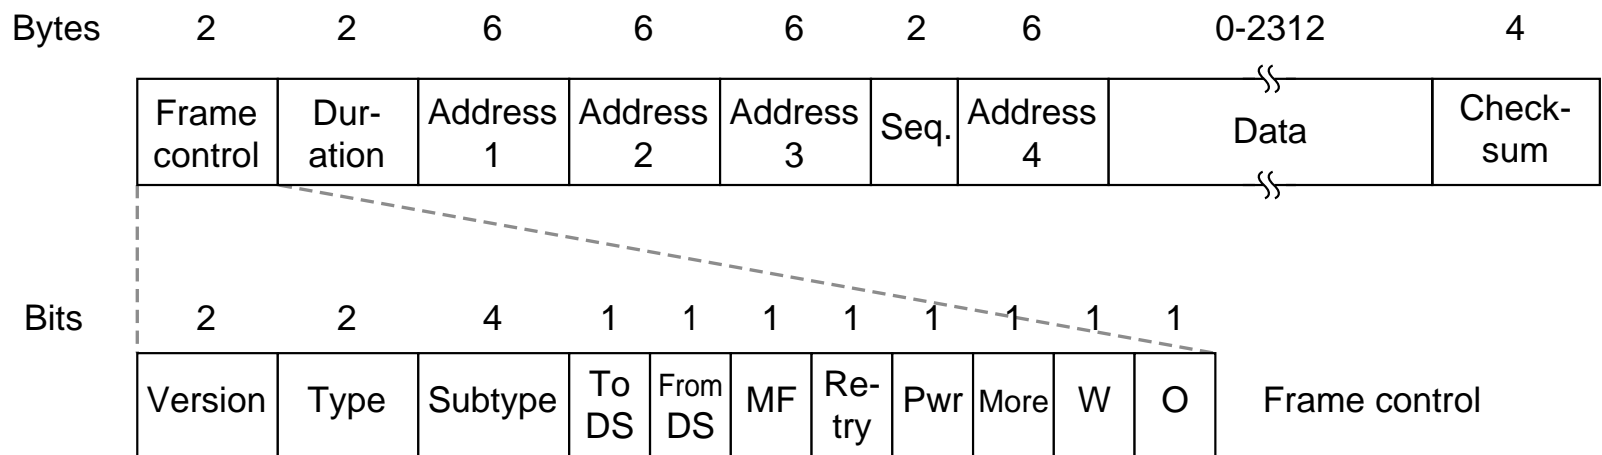 Bytes 2 2 6 6 6 2 6 0-2312 4
Frame control Dur-ation Address 1 Address 2 Address 3 Seq. Address 4 Data Check-sum
Bits 2 2 4 1 1 1 1 1 1 1 1
Version Type Subtype To DS From DS MF Re-try Pwr More W O Frame control